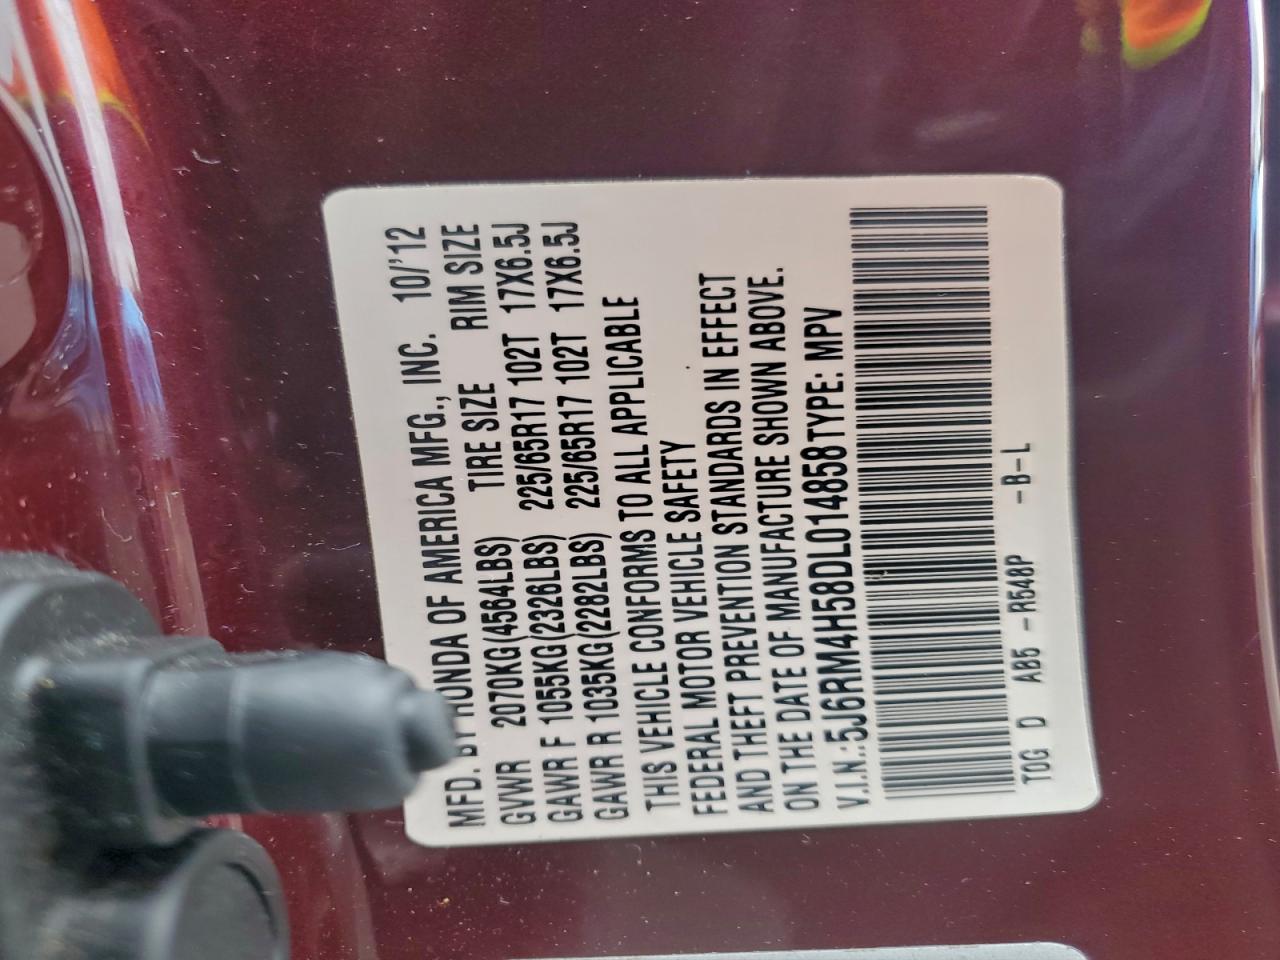 MFD. BY HONDA OF AMERICA MFG., INC. 10/'12
GVWR 2070KG(4564LBS) TIRE SIZE RIM SIZE
GAWR F 1055KG(2326LBS) 225/65R17 102T 17X6.5J
GAWR R 1035KG(2282LBS) 225/65R17 102T 17X6.5J
THIS VEHICLE CONFORMS TO ALL APPLICABLE
FEDERAL MOTOR VEHICLE SAFETY
AND THEFT PREVENTION STANDARDS IN EFFECT
ON THE DATE OF MANUFACTURE SHOWN ABOVE.
V.I.N.:5J6RM4H58DL014858TYPE: MPV
TOG D AB5 -R548P -B-L